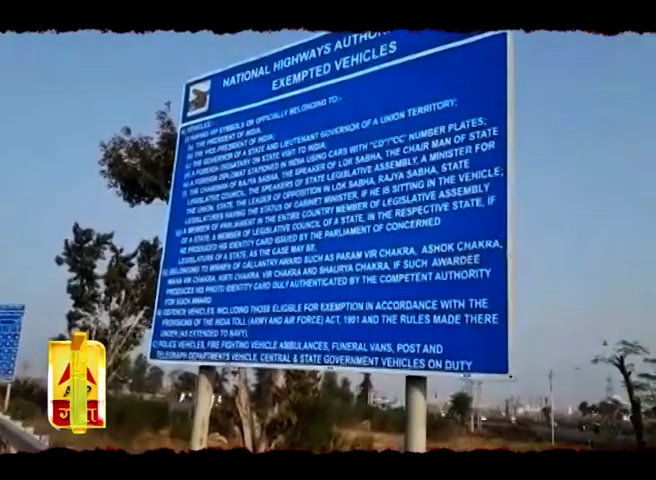 NATIONAL HIGHWAYS AUTHORI
EXEMPTED VEHICLES
A) VEHICLES:-
(i) HAVING VIP SYMBOLS OR OFFICIALLY BELONGING TO:-
THE PRESIDENT OF INDIA.
THE VICE PRESIDENT OF INDIA.
THE GOVERNOR OF A STATE AND LIEUTENANT GOVERNOR OF A UNION TERRITORY;
A FOREIGN DIGNITARY ON STATE VISIT TO INDIA.
A FOREIGN DIPLOMAT STATIONED IN INDIA USING CARS WITH "CD"/"CC" NUMBER PLATES;
THE CHAIRMAN OF RAJYA SABHA, THE SPEAKER OF LOK SABHA, THE CHAIR MAN OF STATE
LEGISLATIVE COUNCIL, THE SPEAKERS OF STATE LEGISLATIVE ASSEMBLY, A MINISTER FOR
THE UNION, STATE, THE LEADER OF OPPOSITION IN LOK SABHA, RAJYA SABHA, STATE
LEGISLATURES HAVING THE STATUS OF CABINET MINISTER, IF HE IS SITTING IN THE VEHICLE;
A MEMBER OF PARLIAMENT IN THE ENTIRE COUNTRY MEMBER OF LEGISLATIVE ASSEMBLY
OF A STATE, A MEMBER OF LEGISLATIVE COUNCIL OF A STATE, IN THE RESPECTIVE STATE, IF
HE PRODUCES HIS IDENTITY CARD ISSUED BY THE PARLIAMENT OF CONCERNED
LEGISLATURE OF A STATE, AS THE CASE MAY BE.
BELONGING TO WINNER OF GALLANTRY AWARD SUCH AS PARAM VIR CHAKRA, ASHOK CHAKRA,
MAHA VIR CHAKRA, KIRTI CHAKRA, VIR CHAKRA AND SHAURYA CHAKRA, IF SUCH AWARDEE
PRODUCES HIS PHOTO IDENTITY CARD DULY AUTHENTICATED BY THE COMPETENT AUTHORITY
FOR SUCH AWARD
B) DEFENCE VEHICLES, INCLUDING THOSE ELIGIBLE FOR EXEMPTION IN ACCORDANCE WITH THE
PROVISIONS OF THE INDIA TOLL (ARMY AND AIR FORCE) ACT, 1901 AND THE RULES MADE THERE
UNDER (AS EXTENDED TO NAVY)
C) POLICE VEHICLES, FIRE FIGHTING VEHICLE AMBULANCES, FUNERAL VANS, POST AND
TELEGRAPH DEPARTMENTS VEHICLE, CENTRAL & STATE GOVERNMENT VEHICLES ON DUTY